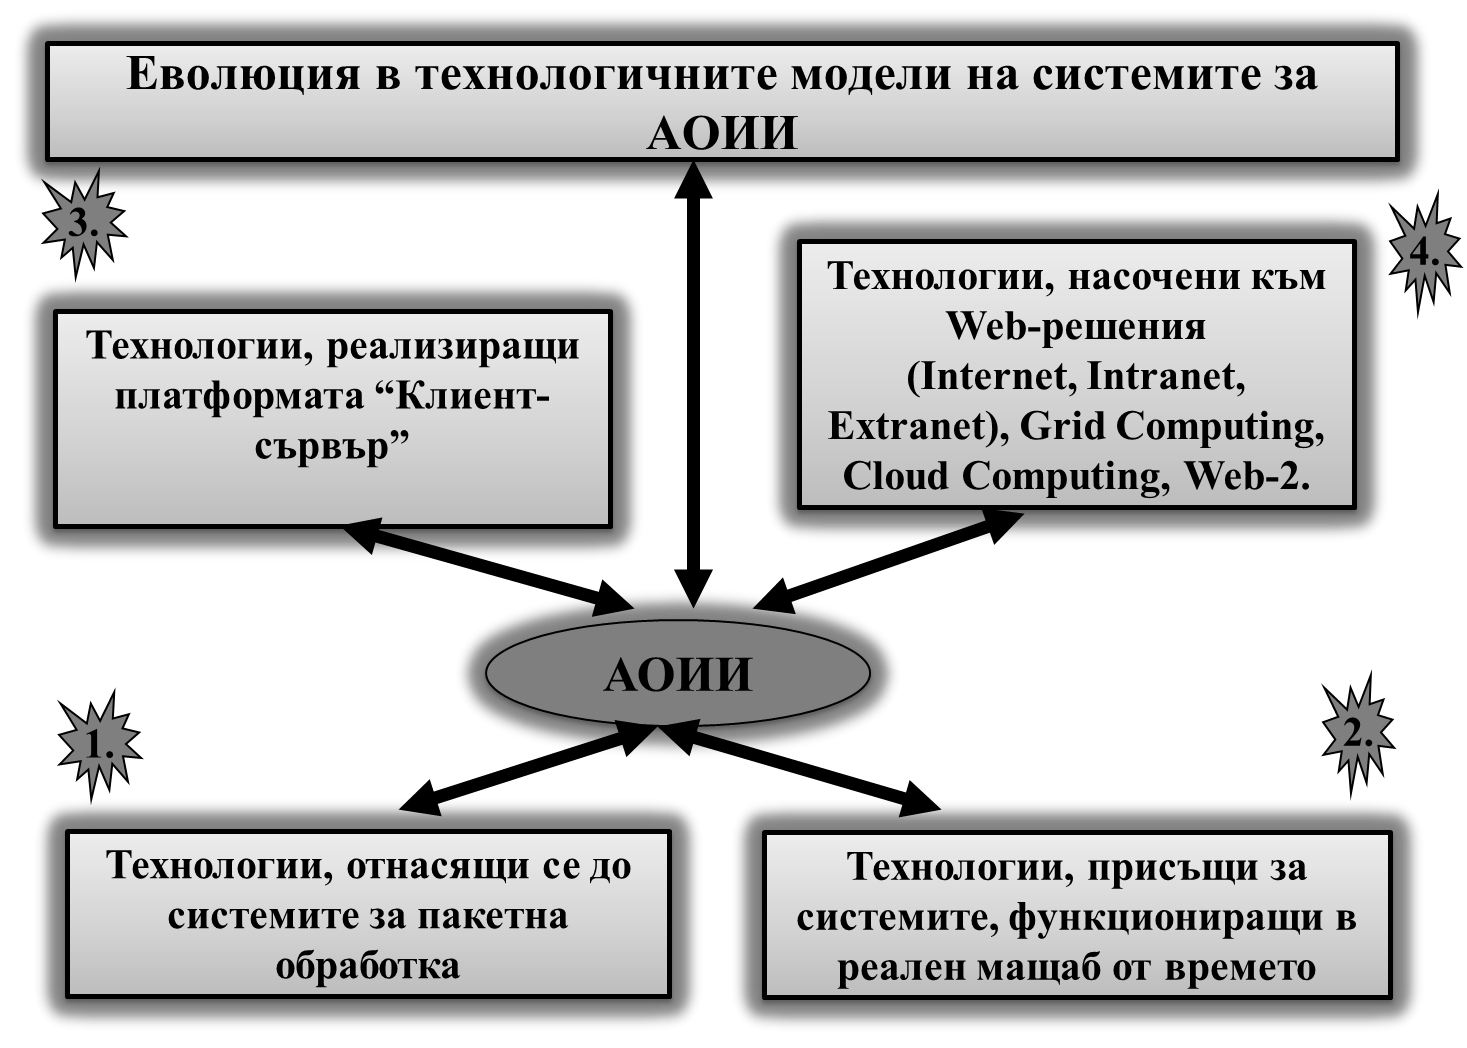 Еволюция в технологичните модели на системите за
АОИИ
3.
4.
Технологии, реализиращи
платформата “Клиент-
сървър”
Технологии, насочени към
Web-решения
(Internet, Intranet,
Extranet), Grid Computing,
Cloud Computing, Web-2.
АОИИ
1.
2.
Технологии, отнасящи се до
системите за пакетна
обработка
Технологии, присъщи за
системите, функциониращи в
реален мащаб от времето